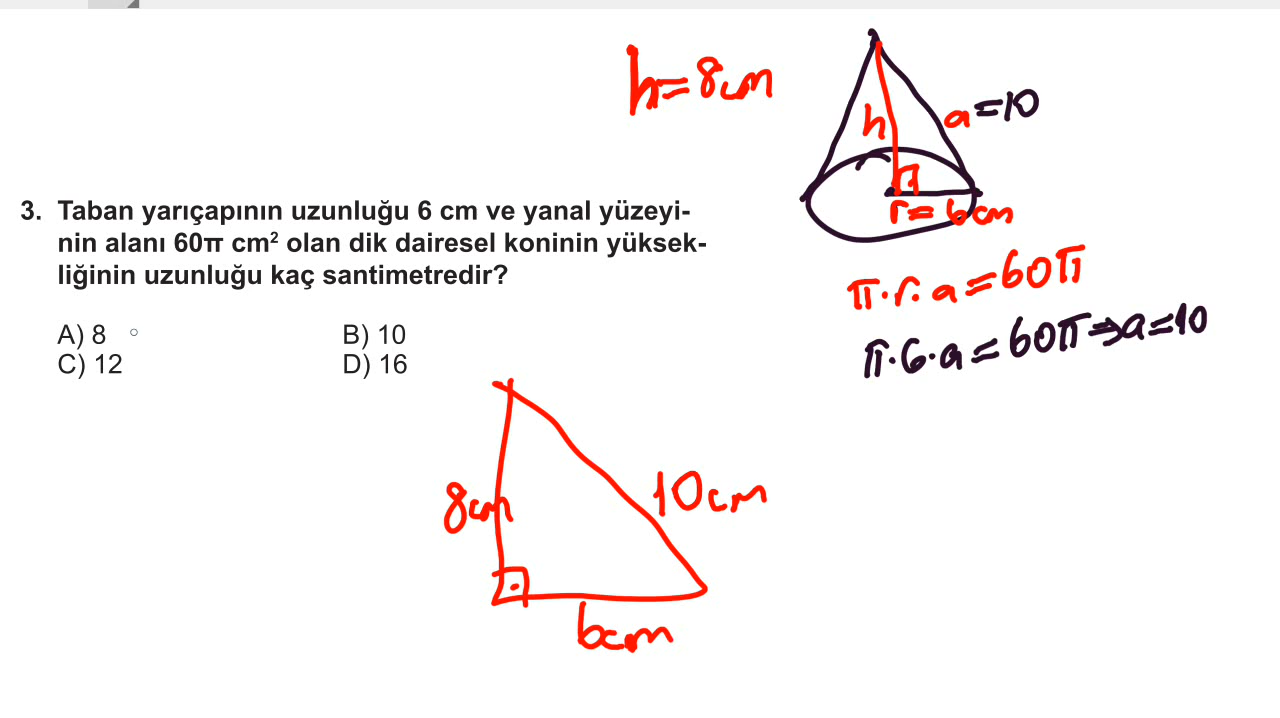 h=8cm
h
a=10
r=6cm
3. Taban yarıçapının uzunluğu 6 cm ve yanal yüzeyi-
nin alanı 60π cm² olan dik dairesel koninin yüksek-
liğinin uzunluğu kaç santimetredir?
π.r.a=60π
π.6.a=60π⇒a=10
A) 8 B) 10
C) 12 D) 16
8cm
10cm
6cm